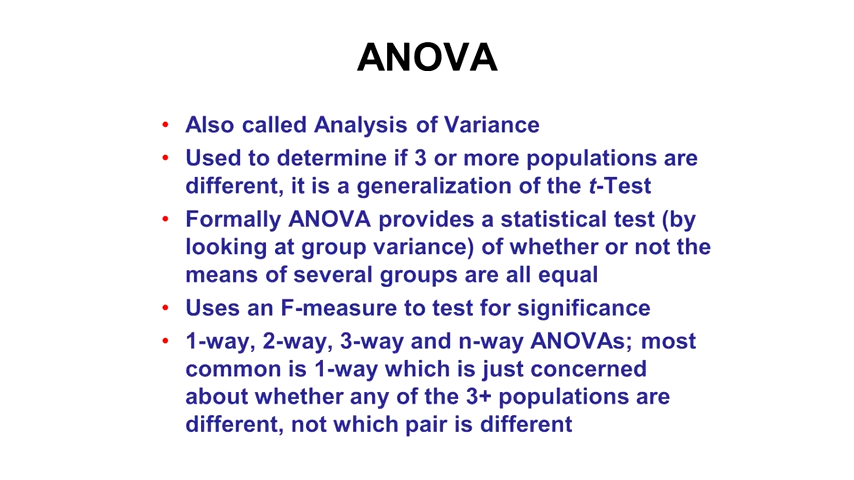 ANOVA
• Also called Analysis of Variance
• Used to determine if 3 or more populations are
different, it is a generalization of the t-Test
• Formally ANOVA provides a statistical test (by
looking at group variance) of whether or not the
means of several groups are all equal
• Uses an F-measure to test for significance
• 1-way, 2-way, 3-way and n-way ANOVAs; most
common is 1-way which is just concerned
about whether any of the 3+ populations are
different, not which pair is different